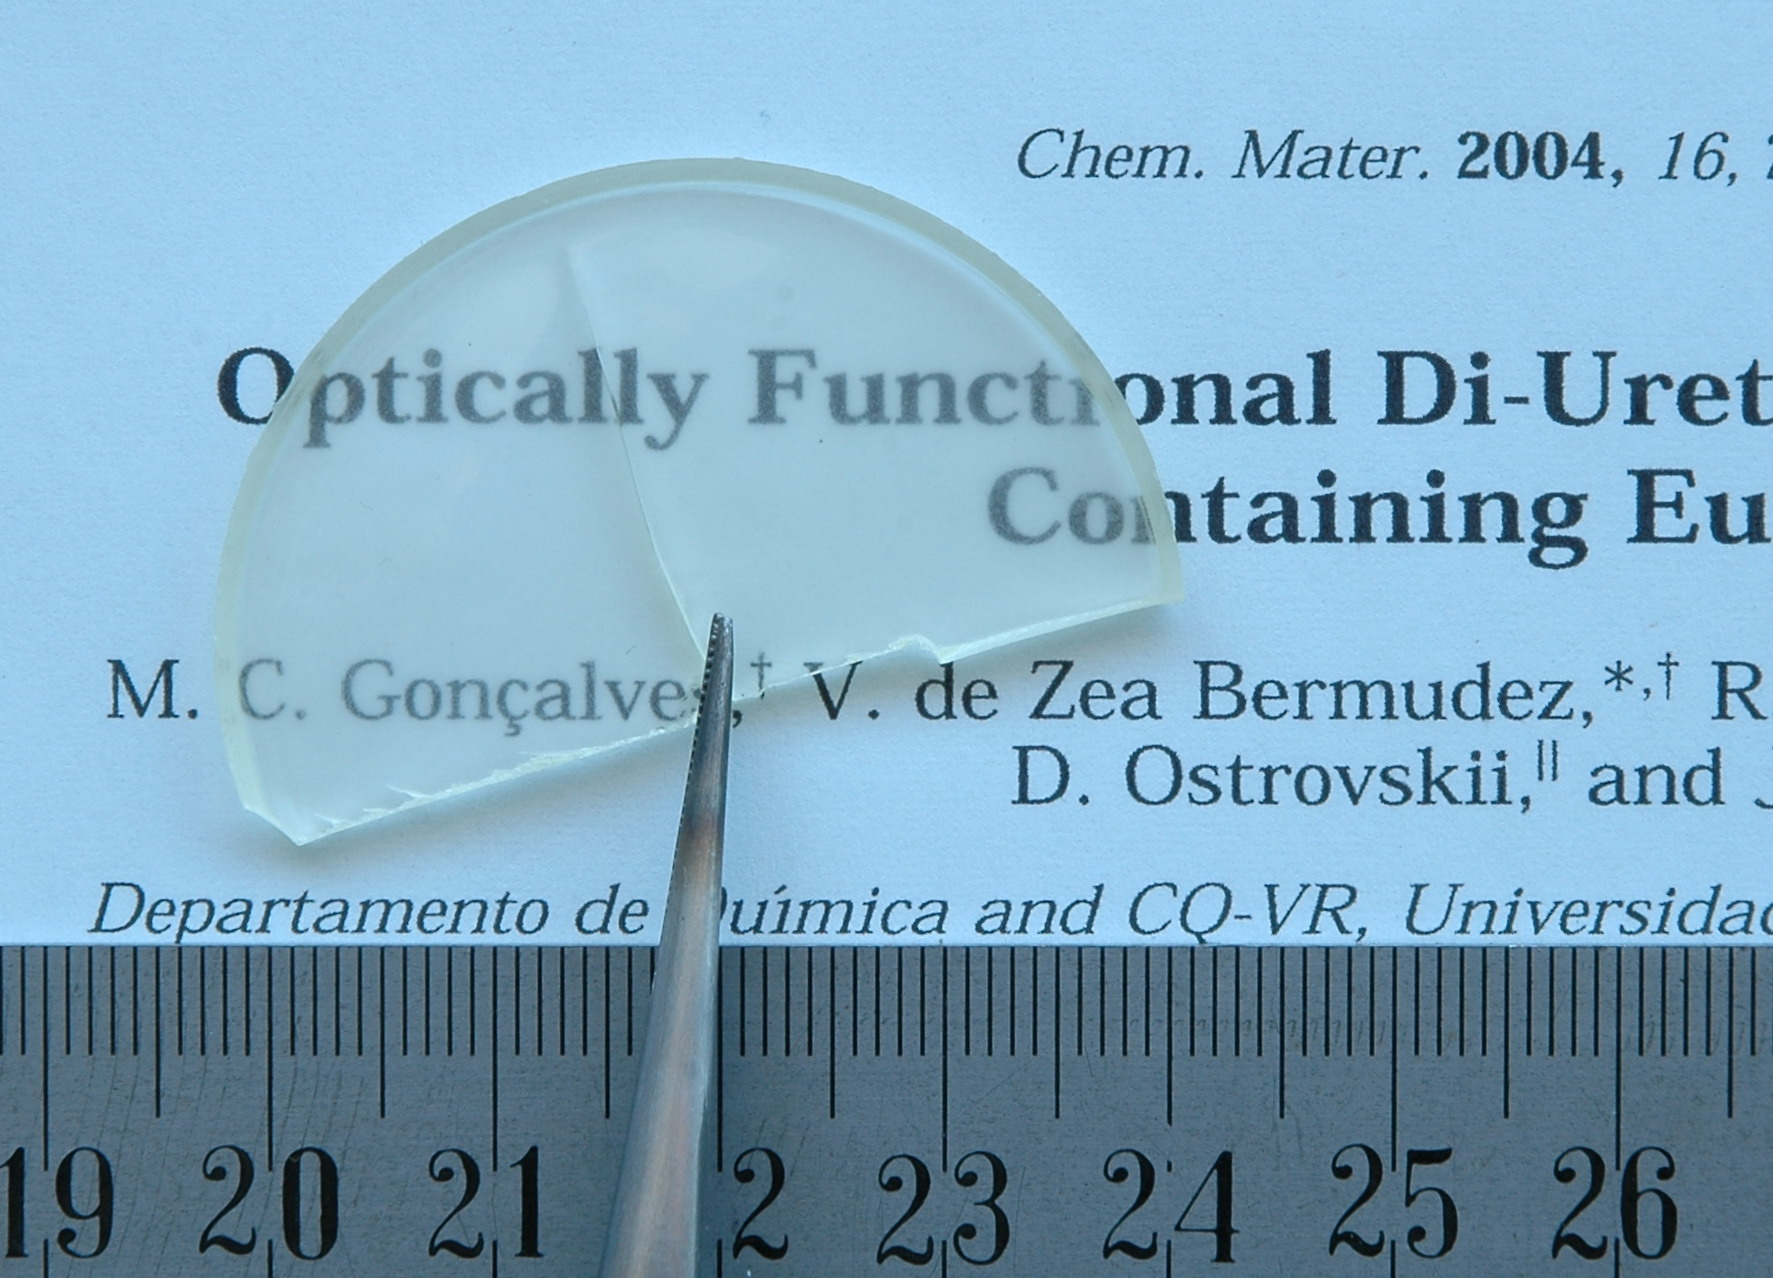 Chem. Mater. 2004, 16,
Optically Functional Di-Uret
Containing Eu
M. C. Gonçalves,† V. de Zea Bermudez,*,† R
D. Ostrovskii,|| and
Departamento de Química and CQ-VR, Universidad
19 20 21 2 23 24 25 26